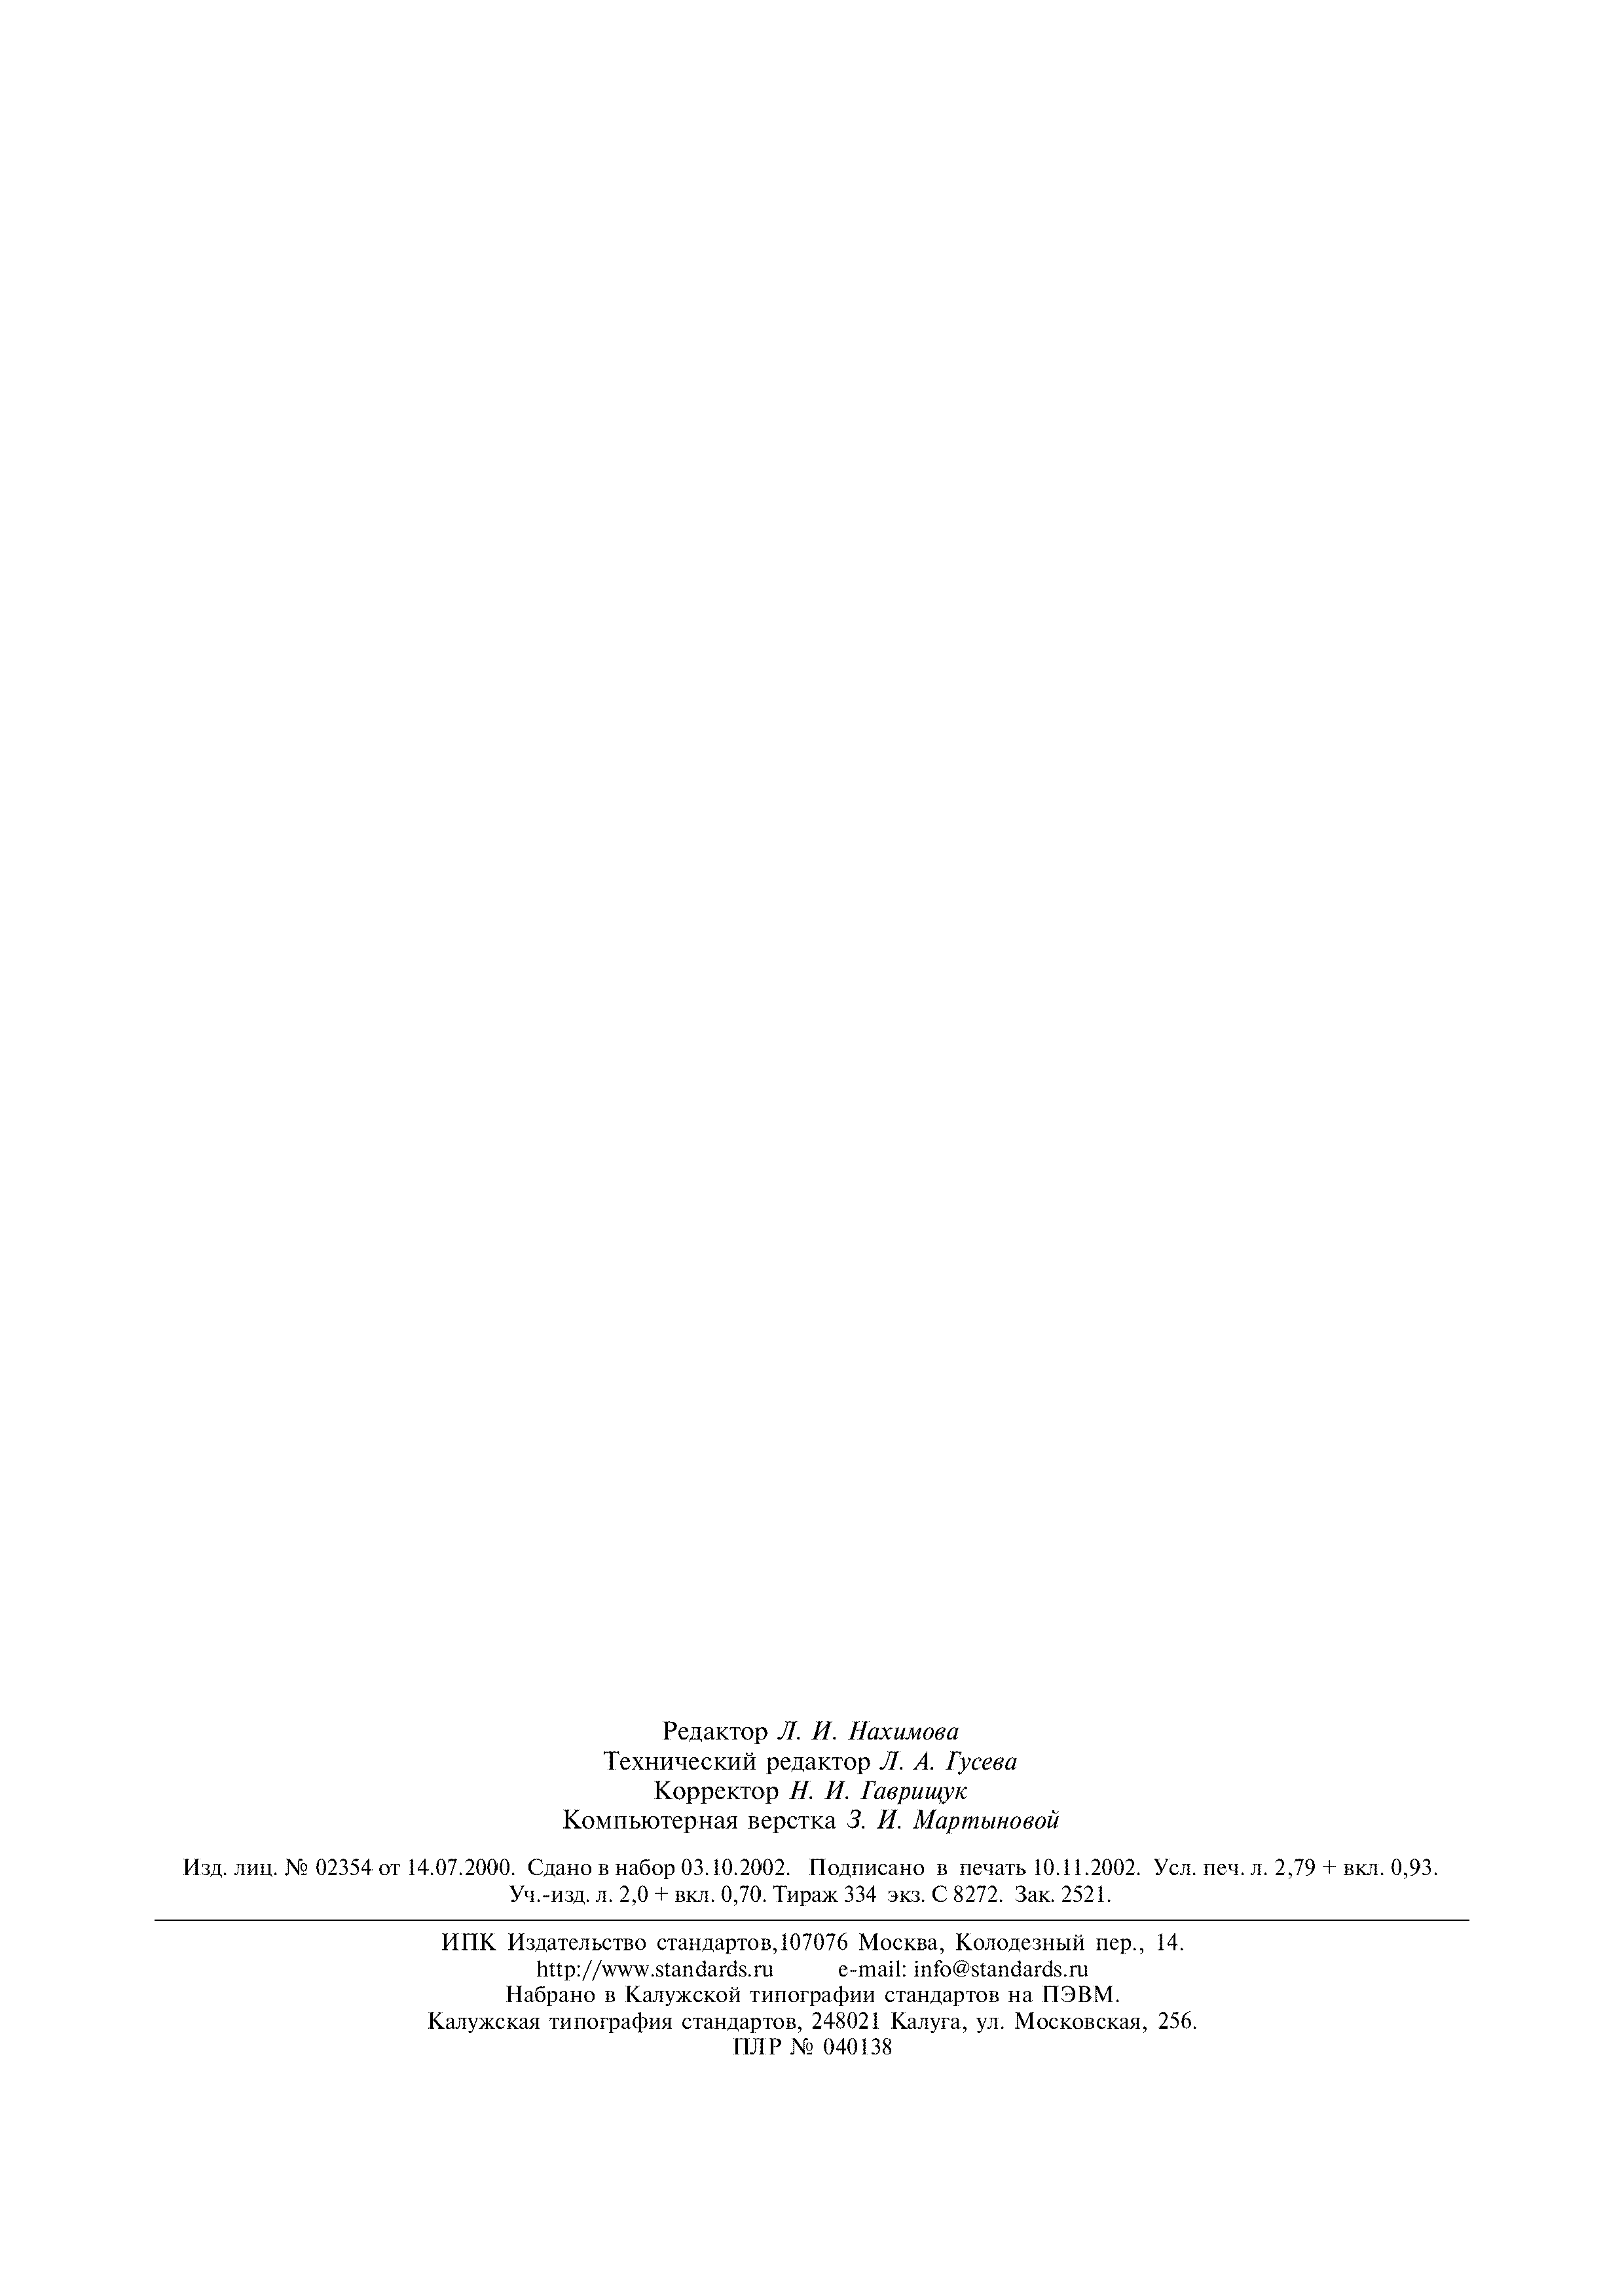 Редактор Л. И. Нахимова
Технический редактор Л. А. Гусева
Корректор Н. И. Гаврищук
Компьютерная верстка З. И. Мартыновой
Изд. лиц. № 02354 от 14.07.2000. Сдано в набор 03.10.2002. Подписано в печать 10.11.2002. Усл. печ. л. 2,79 + вкл. 0,93.
Уч.-изд. л. 2,0 + вкл. 0,70. Тираж 334 экз. С 8272. Зак. 2521.
ИПК Издательство стандартов,107076 Москва, Колодезный пер., 14.
http://www.standards.ru e-mail: info@standards.ru
Набрано в Калужской типографии стандартов на ПЭВМ.
Калужская типография стандартов, 248021 Калуга, ул. Московская, 256.
ПЛР № 040138